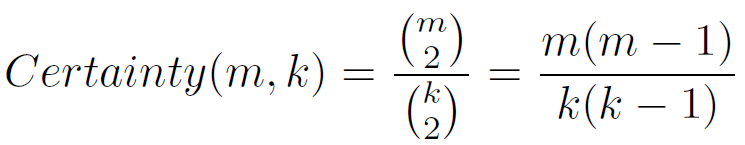 Certainty(m, k) = \frac{\binom{m}{2}}{\binom{k}{2}} = \frac{m(m − 1)}{k(k − 1)}